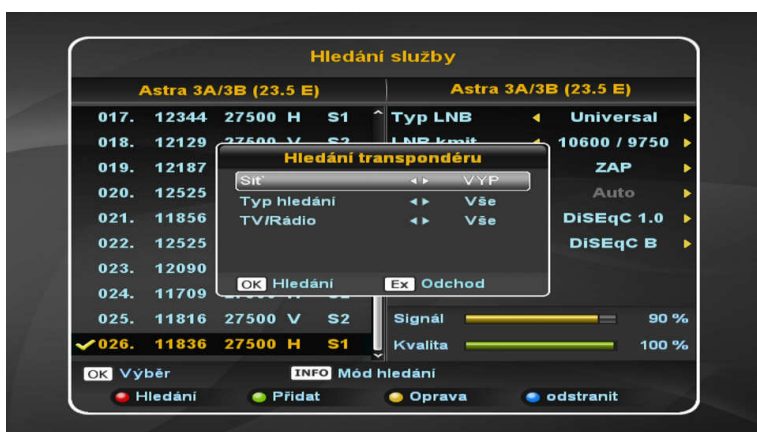 Hledání služby
Astra 3A/3B (23.5 E)
Astra 3A/3B (23.5 E)
017. 12344 27500 H S1
Typ LNB Universal
018. 12129 27500 V S2
LNB kmit 10600 / 9750
019. 12187
ZAP
020. 12525
Auto
021. 11856
DiSEqC 1.0
022. 12525
DiSEqC B
023. 12090
024. 11709
025. 11816 27500 V S2
026. 11836 27500 H S1
Hledání transpondéru
Síť VYP
Typ hledání Vše
TV/Rádio Vše
OK Hledání Ex Odchod
Signál 90 %
Kvalita 100 %
OK Výběr INFO Mód hledání
Hledání Přidat Oprava odstranit